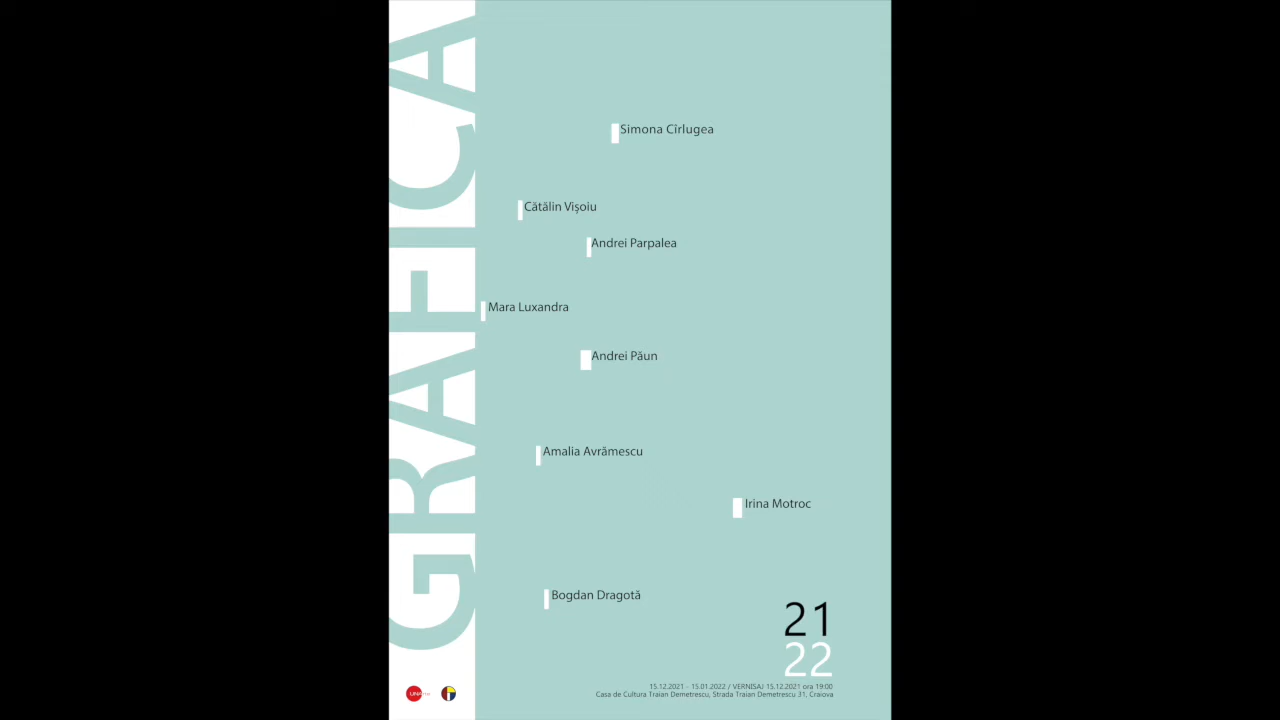 GRAFICA
Simona Cîrlugea
Cătălin Vișoiu
Andrei Parpalea
Mara Luxandra
Andrei Păun
Amalia Avrămescu
Irina Motroc
Bogdan Dragotă
21
22
15.12.2021 - 15.01.2022 / VERNISAJ 15.12.2021 ora 19:00
Casa de Cultura Traian Demetrescu, Strada Traian Demetrescu 31, Craiova